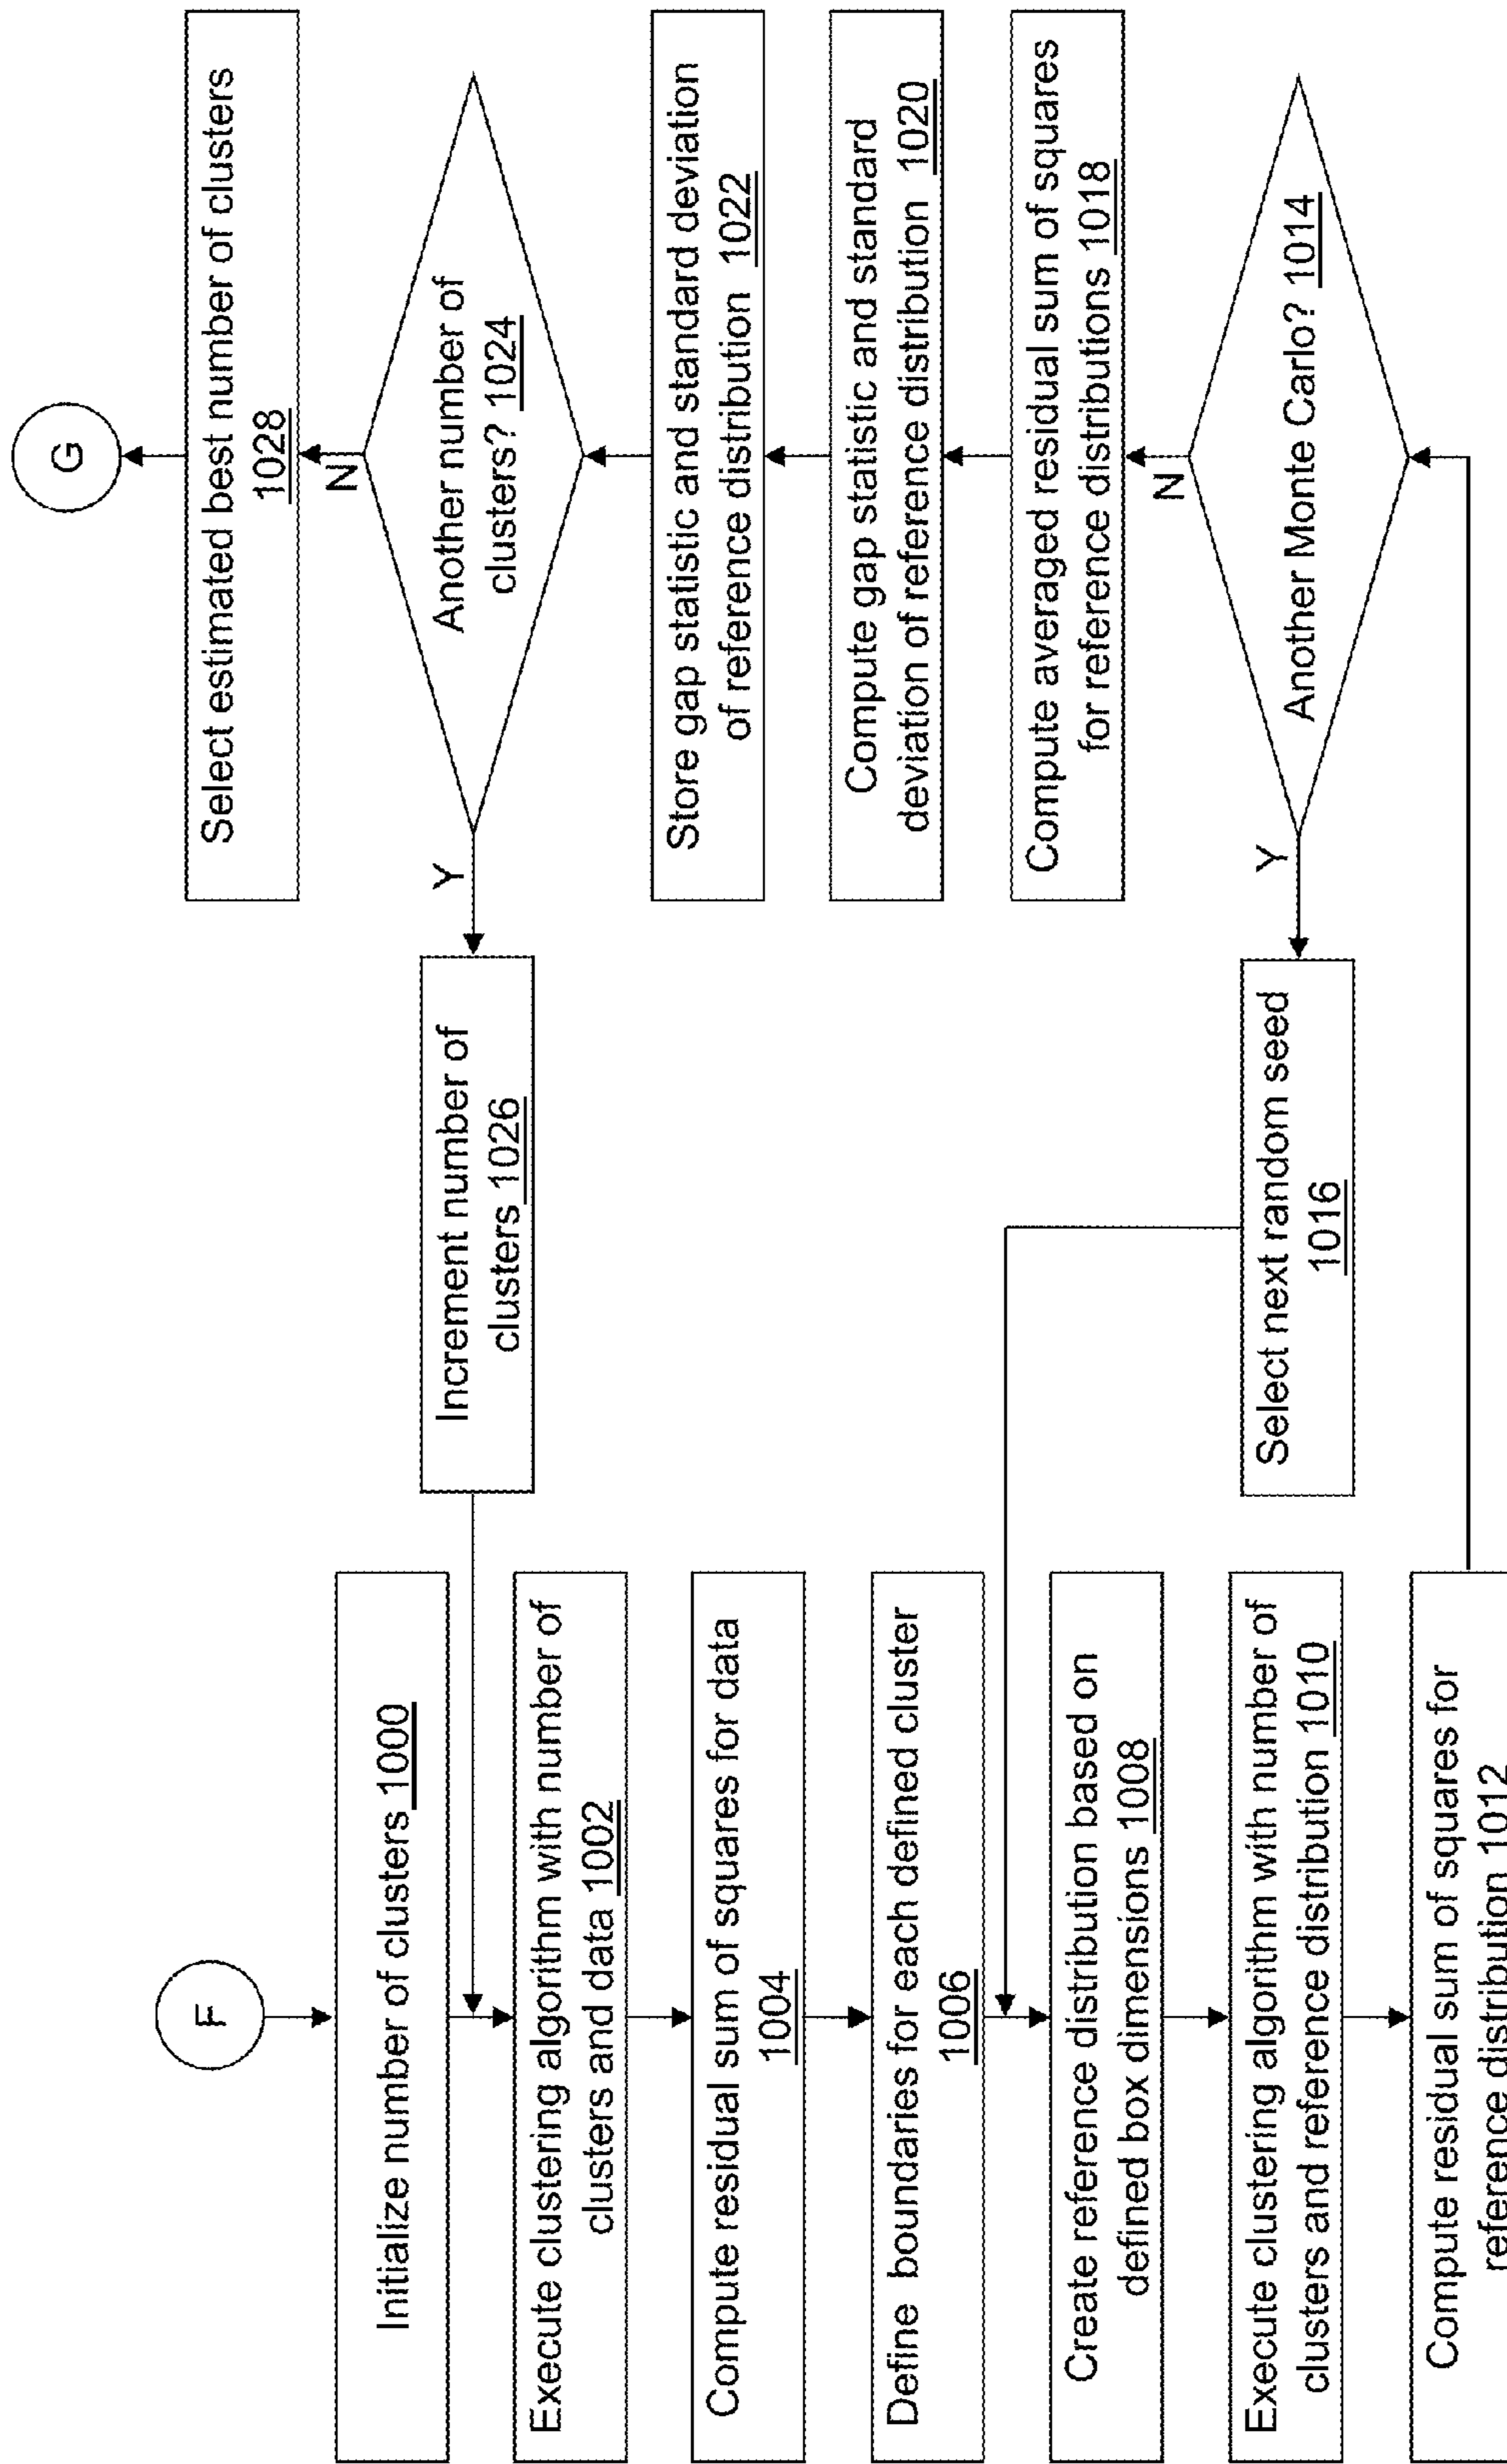 F
Initialize number of clusters 1000
Execute clustering algorithm with number of
clusters and data 1002
Compute residual sum of squares for data
1004
Define boundaries for each defined cluster
1006
Create reference distribution based on
defined box dimensions 1008
Execute clustering algorithm with number of
clusters and reference distribution 1010
Compute residual sum of squares for
reference distribution 1012
Increment number of
clusters 1026
Select next random seed
1016
G
Select estimated best number of clusters
1028
N
Another number of
clusters? 1024
Y
Store gap statistic and standard deviation
of reference distribution 1022
Compute gap statistic and standard
deviation of reference distribution 1020
Compute averaged residual sum of squares
for reference distributions 1018
N
Another Monte Carlo? 1014
Y